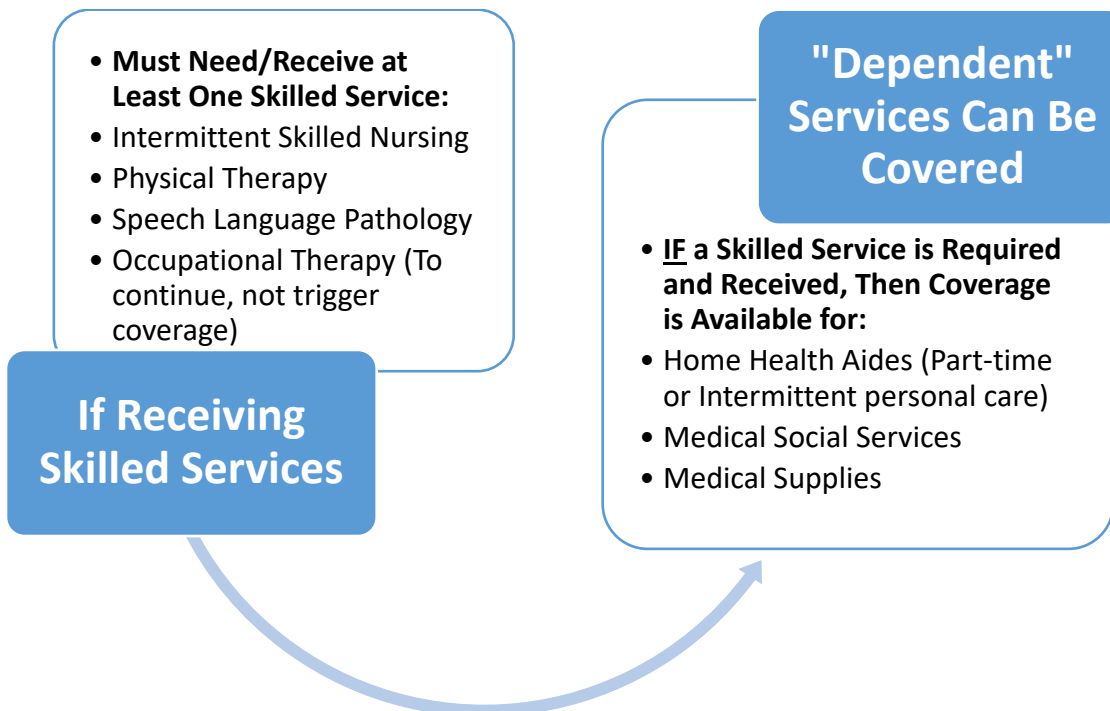 • Must Need/Receive at
Least One Skilled Service:
• Intermittent Skilled Nursing
• Physical Therapy
• Speech Language Pathology
• Occupational Therapy (To
continue, not trigger
coverage)
If Receiving
Skilled Services
"Dependent"
Services Can Be
Covered
• IF a Skilled Service is Required
and Received, Then Coverage
is Available for:
• Home Health Aides (Part-time
or Intermittent personal care)
• Medical Social Services
• Medical Supplies